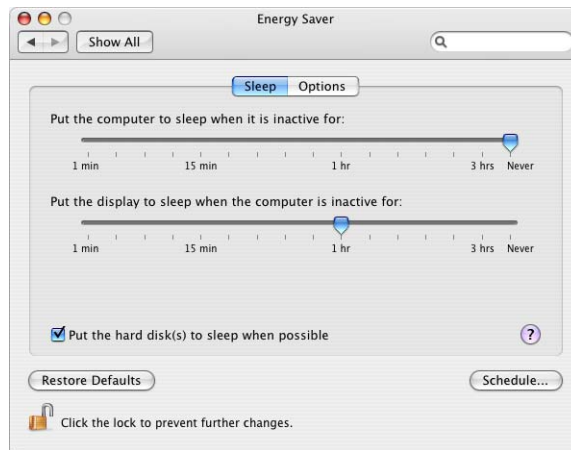 Energy Saver
Show All
Sleep Options
Put the computer to sleep when it is inactive for:
1 min 15 min 1 hr 3 hrs Never
Put the display to sleep when the computer is inactive for:
1 min 15 min 1 hr 3 hrs Never
Put the hard disk(s) to sleep when possible ?
Restore Defaults Schedule...
Click the lock to prevent further changes.